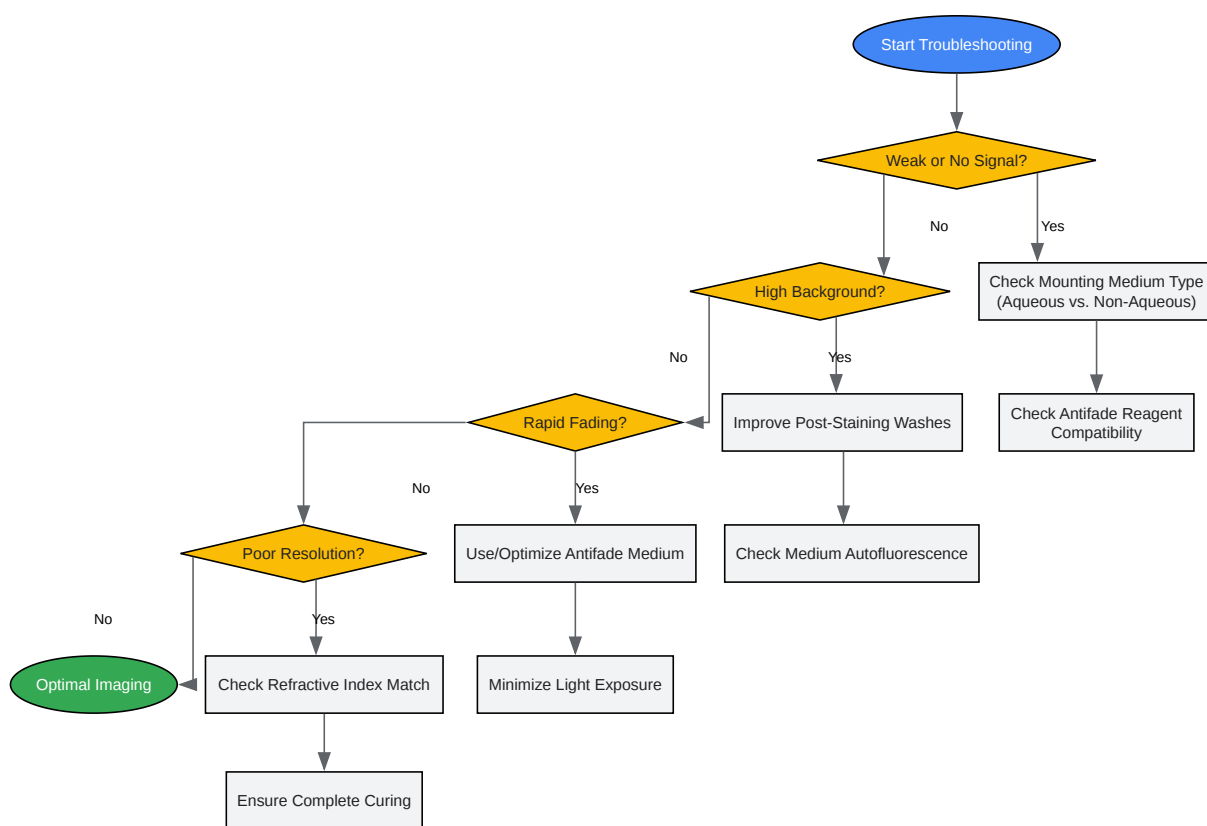 Start Troubleshooting
Weak or No Signal?
No
Yes
High Background?
Check Mounting Medium Type
(Aqueous vs. Non-Aqueous)
No
Yes
Rapid Fading?
Improve Post-Staining Washes
Check Antifade Reagent
Compatibility
No
Yes
Poor Resolution?
Use/Optimize Antifade Medium
Check Medium Autofluorescence
No
Yes
Optimal Imaging
Check Refractive Index Match
Minimize Light Exposure
Ensure Complete Curing